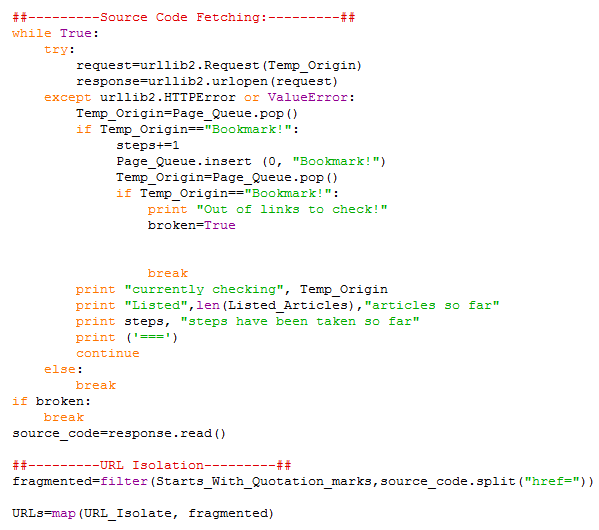 ##---------Source Code Fetching:---------##
while True:
    try:
        request=urllib2.Request(Temp_Origin)
        response=urllib2.urlopen(request)
    except urllib2.HTTPError or ValueError:
        Temp_Origin=Page_Queue.pop()
        if Temp_Origin=="Bookmark!":
             steps+=1
             Page_Queue.insert (0, "Bookmark!")
             Temp_Origin=Page_Queue.pop()
             if Temp_Origin=="Bookmark!":
                 print "Out of links to check!"
                 broken=True
                 break
        print "currently checking", Temp_Origin
        print "Listed",len(Listed_Articles),"articles so far"
        print steps, "steps have been taken so far"
        print ('===')
        continue
    else:
        break
if broken:
    break
source_code=response.read()
##---------URL Isolation---------##
fragmented=filter(Starts_With_Quotation_marks,source_code.split("href="))
URLs=map(URL_Isolate, fragmented)